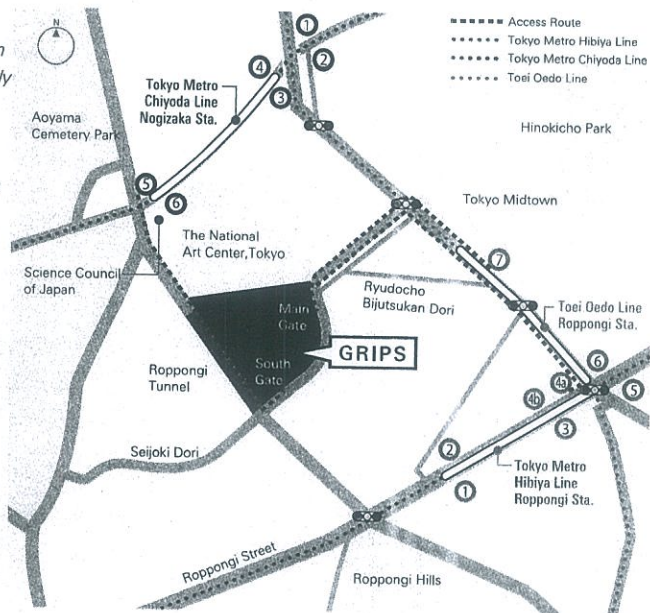 N
Access Route
Tokyo Metro Hibiya Line
Tokyo Metro Chiyoda Line
Toei Oedo Line
1
2
4
3
Tokyo Metro
Chiyoda Line
Nogizaka Sta.
Aoyama
Cemetery Park
Hinokicho Park
5
6
Tokyo Midtown
The National
Art Center, Tokyo
Science Council
of Japan
7
Ryudocho
Bijutsukan Dori
Toei Oedo Line
Roppongi Sta.
Main
Gate
GRIPS
South
Gate
Roppongi
Tunnel
6
4a
5
4b
3
Seijoki Dori
2
1
Tokyo Metro
Hibiya Line
Roppongi Sta.
Roppongi Street
Roppongi Hills